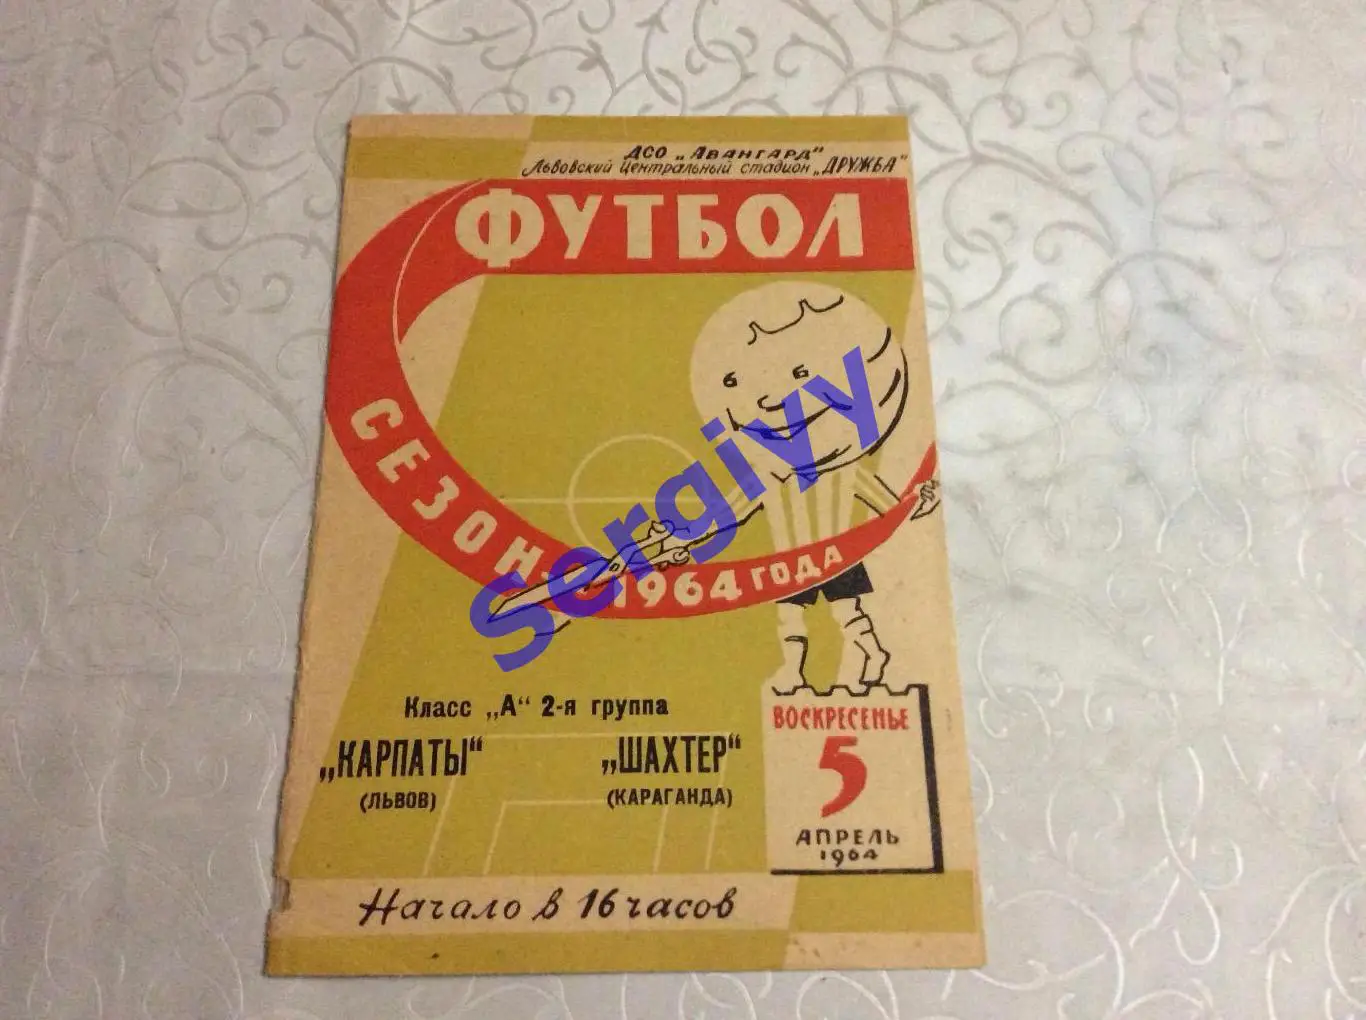 ДСО „Авангард"
Львовский Центральный стадион „ДРУЖБА"
ФУТБОЛ
СЕЗОН 1964 ГОДА
Sergivy
Класс „А" 2-я группа
„КАРПАТЫ" „ШАХТЕР"
(ЛЬВОВ) (КАРАГАНДА)
ВОСКРЕСЕНЬЕ
5
АПРЕЛЬ
1964
Начало в 16 часов